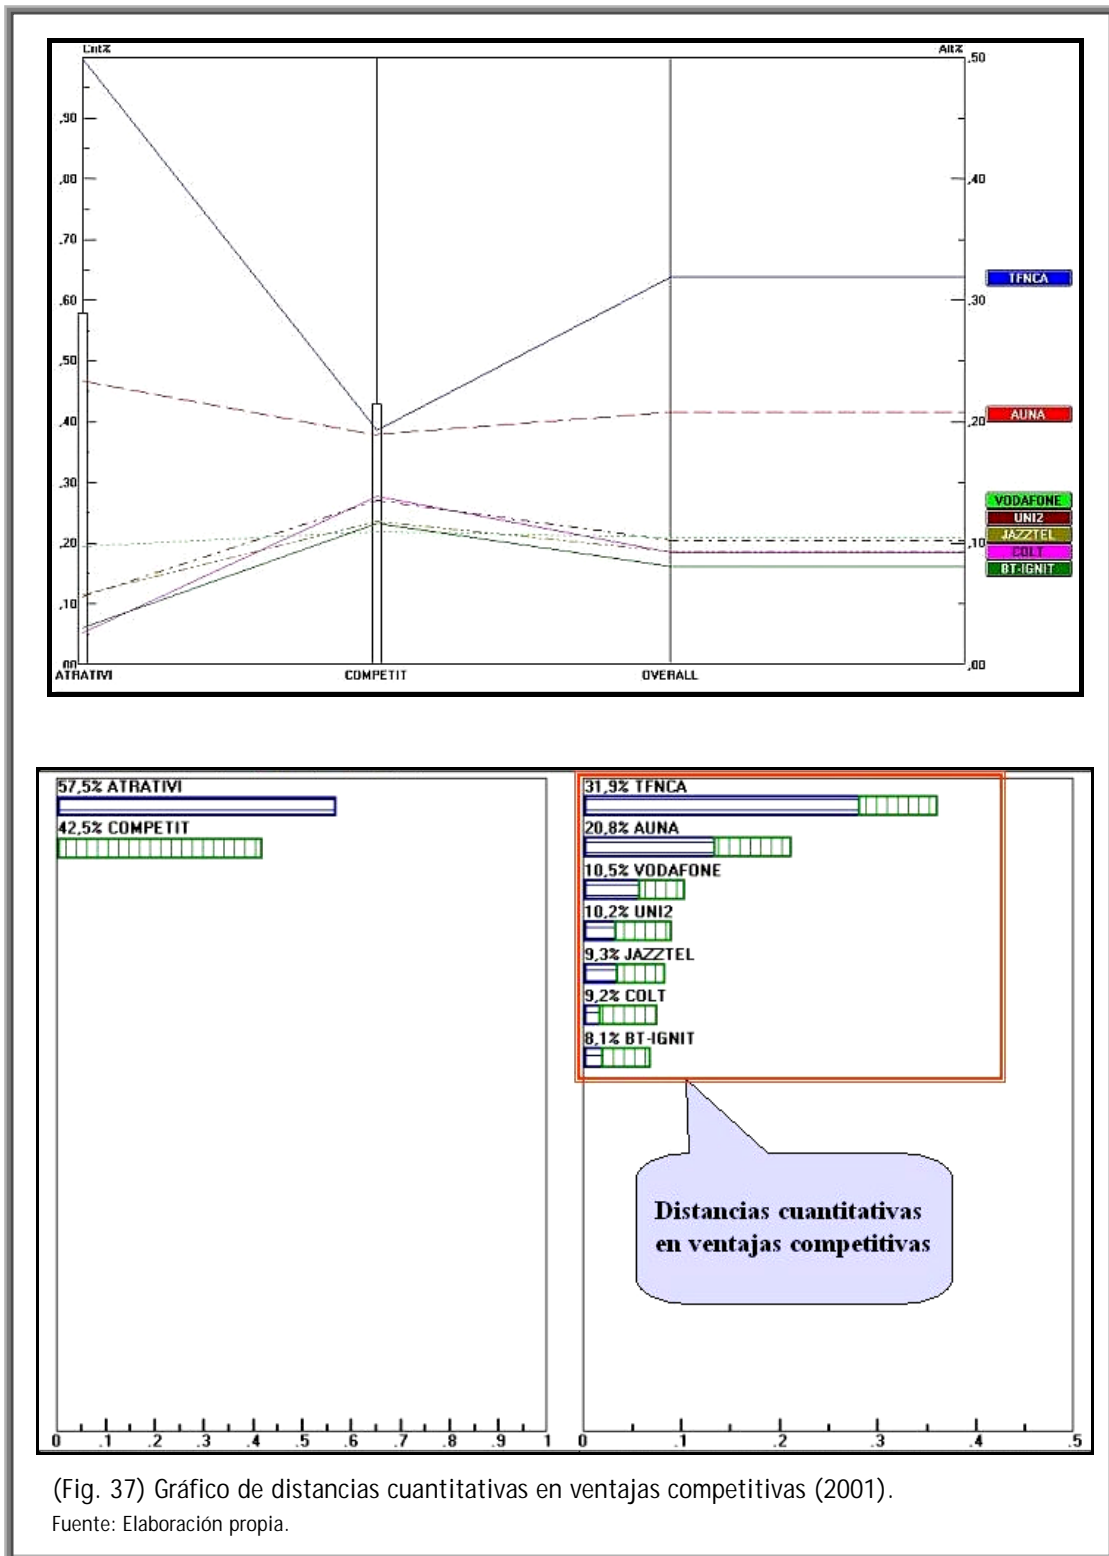 Crit% Alt%
,50
,90
,80 ,40
,70
TFNCA
,60 ,30
,50
AUNA
,40 ,20
VODAFONE
,30
UNI2
JAZZTEL
,20 ,10
COLT
BT-IGNIT
,10
,00 ,00
ATRATIVI COMPETIT OVERALL
57,5% ATRATIVI
42,5% COMPETIT
31,9% TFNCA
20,8% AUNA
10,5% VODAFONE
10,2% UNI2
9,3% JAZZTEL
9,2% COLT
8,1% BT-IGNIT
Distancias cuantitativas
en ventajas competitivas
0 .1 .2 .3 .4 .5 .6 .7 .8 .9 1
0 .1 .2 .3 .4 .5
(Fig. 37) Gráfico de distancias cuantitativas en ventajas competitivas (2001).
Fuente: Elaboración propia.